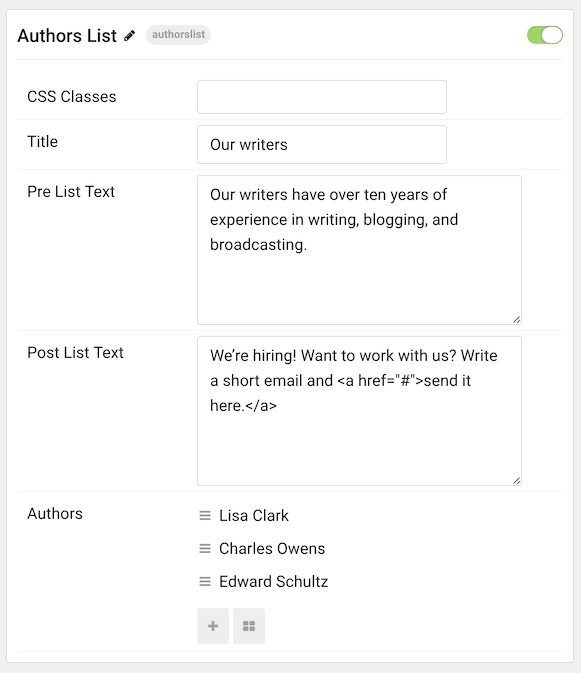 Authors List authorslist
CSS Classes
Title Our writers
Pre List Text
Our writers have over ten years of
experience in writing, blogging, and
broadcasting.
Post List Text
We’re hiring! Want to work with us? Write
a short email and <a href="#">send it
here.</a>
Authors
Lisa Clark
Charles Owens
Edward Schultz